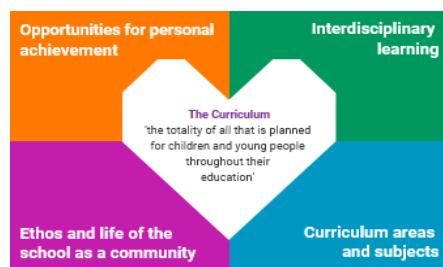 Opportunities for personal
achievement
Interdisciplinary
learning
The Curriculum
'the totality of all that is planned
for children and young people
throughout their
education'
Ethos and life of the
school as a community
Curriculum areas
and subjects